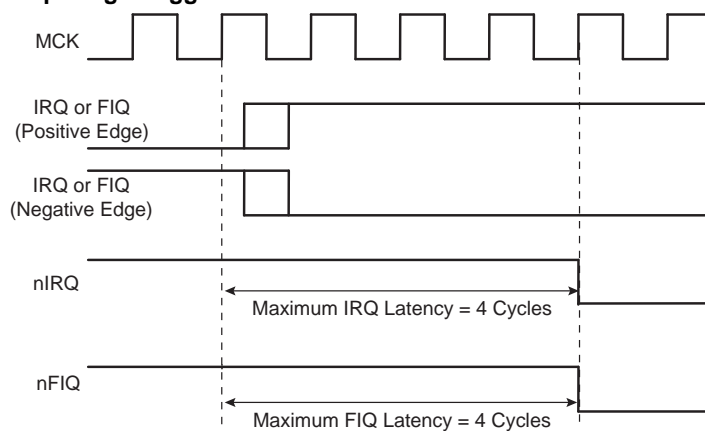 MCK
IRQ or FIQ
(Positive Edge)
IRQ or FIQ
(Negative Edge)
nIRQ
Maximum IRQ Latency = 4 Cycles
nFIQ
Maximum FIQ Latency = 4 Cycles